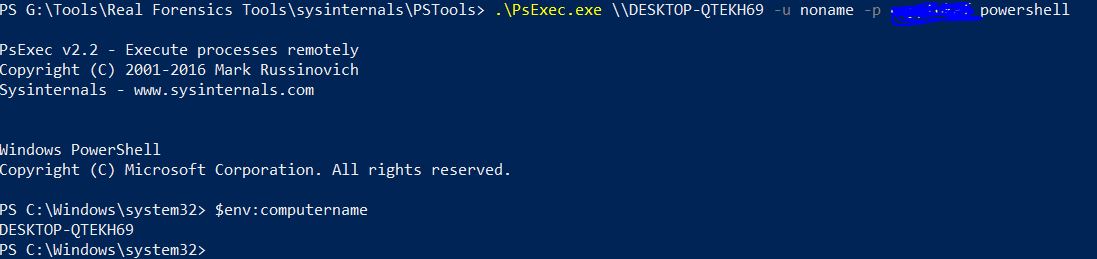 PS G:\Tools\Real Forensics Tools\sysinternals\PSTools> .\PsExec.exe \\DESKTOP-QTEKH69 -u noname -p powershell
PsExec v2.2 - Execute processes remotely
Copyright (C) 2001-2016 Mark Russinovich
Sysinternals - www.sysinternals.com
Windows PowerShell
Copyright (C) Microsoft Corporation. All rights reserved.
PS C:\Windows\system32> $env:computername
DESKTOP-QTEKH69
PS C:\Windows\system32>